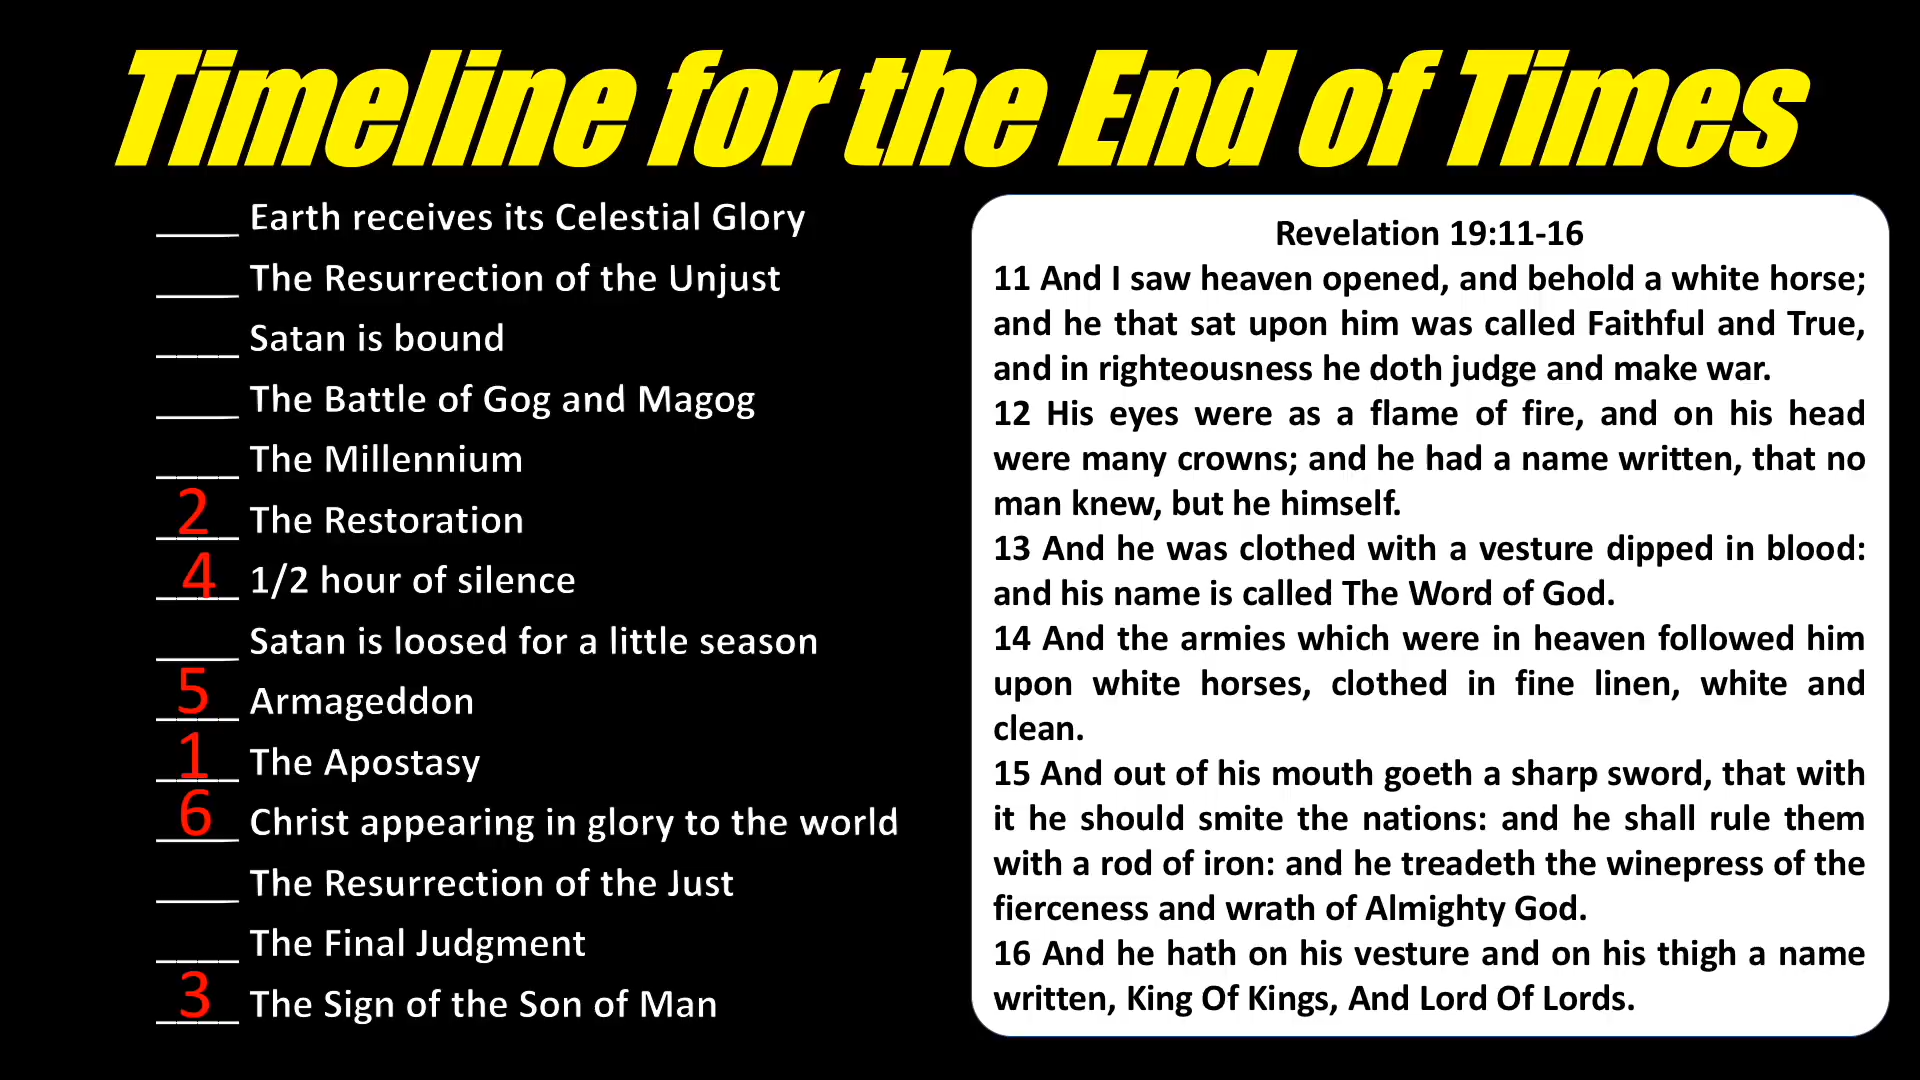 Timeline for the End of Times
____ Earth receives its Celestial Glory
____ The Resurrection of the Unjust
____ Satan is bound
____ The Battle of Gog and Magog
____ The Millennium
2 The Restoration
4 1/2 hour of silence
____ Satan is loosed for a little season
5 Armageddon
1 The Apostasy
6 Christ appearing in glory to the world
____ The Resurrection of the Just
____ The Final Judgment
3 The Sign of the Son of Man
Revelation 19:11-16
11 And I saw heaven opened, and behold a white horse;
and he that sat upon him was called Faithful and True,
and in righteousness he doth judge and make war.
12 His eyes were as a flame of fire, and on his head
were many crowns; and he had a name written, that no
man knew, but he himself.
13 And he was clothed with a vesture dipped in blood:
and his name is called The Word of God.
14 And the armies which were in heaven followed him
upon white horses, clothed in fine linen, white and
clean.
15 And out of his mouth goeth a sharp sword, that with
it he should smite the nations: and he shall rule them
with a rod of iron: and he treadeth the winepress of the
fierceness and wrath of Almighty God.
16 And he hath on his vesture and on his thigh a name
written, King Of Kings, And Lord Of Lords.